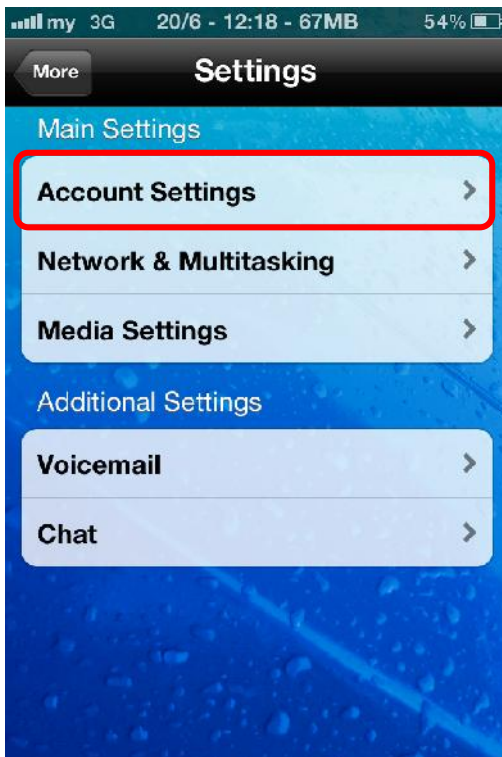 my 3G 20/6 - 12:18 - 67MB 54%
More Settings
Main Settings
Account Settings
Network & Multitasking
Media Settings
Additional Settings
Voicemail
Chat